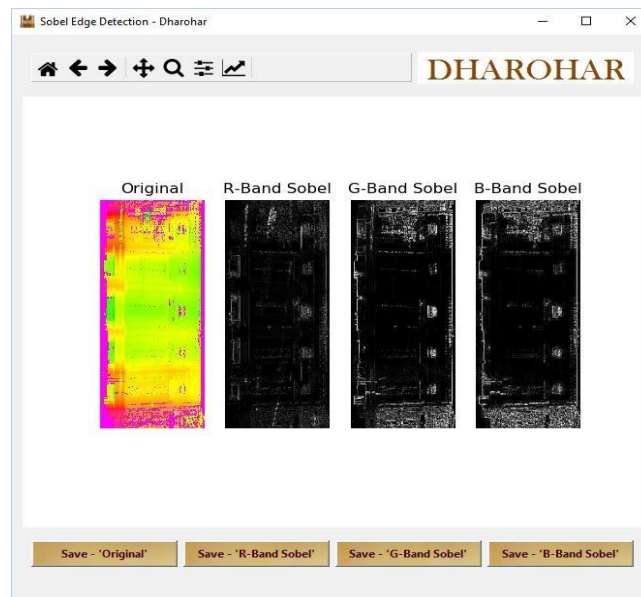 Sobel Edge Detection - Dharohar
DHAROHAR
Original R-Band Sobel G-Band Sobel B-Band Sobel
Save - 'Original' Save - 'R-Band Sobel' Save - 'G-Band Sobel' Save - 'B-Band Sobel'